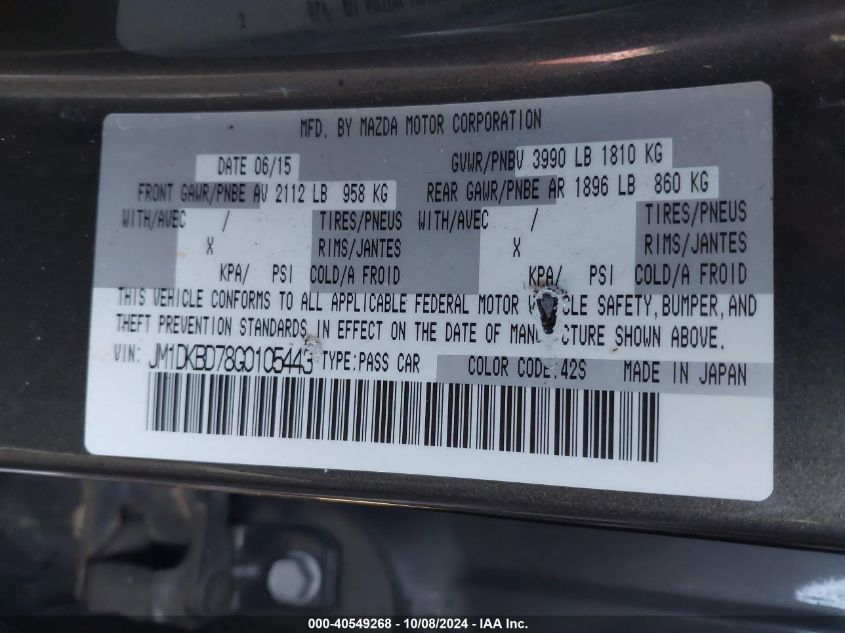 MFD. BY MAZDA MOTOR CORPORATION
DATE 06/15 GVWR/PNBV 3990 LB 1810 KG
FRONT GAWR/PNBE AV 2112 LB 958 KG REAR GAWR/PNBE AR 1896 LB 860 KG
WITH/AVEC / TIRES/PNEUS WITH/AVEC / TIRES/PNEUS
X RIMS/JANTES X RIMS/JANTES
KPA/ PSI COLD/A FROID KPA/ PSI COLD/A FROID
THIS VEHICLE CONFORMS TO ALL APPLICABLE FEDERAL MOTOR V CLE SAFETY, BUMPER, AND
THEFT PREVENTION STANDARDS IN EFFECT ON THE DATE OF MANU CTURE SHOWN ABOVE.
VIN: JM1DKBD78G0105443 TYPE:PASS CAR COLOR CODE:42S MADE IN JAPAN
000-40549268 - 10/08/2024 - IAA Inc.